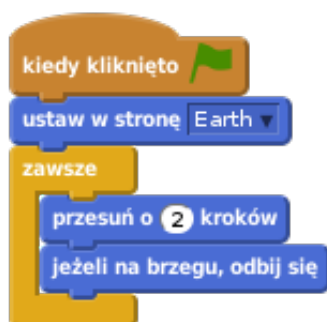 kiedy kliknięto
ustaw w stronę Earth
zawsze
przesuń o 2 kroków
jeżeli na brzegu, odbij się